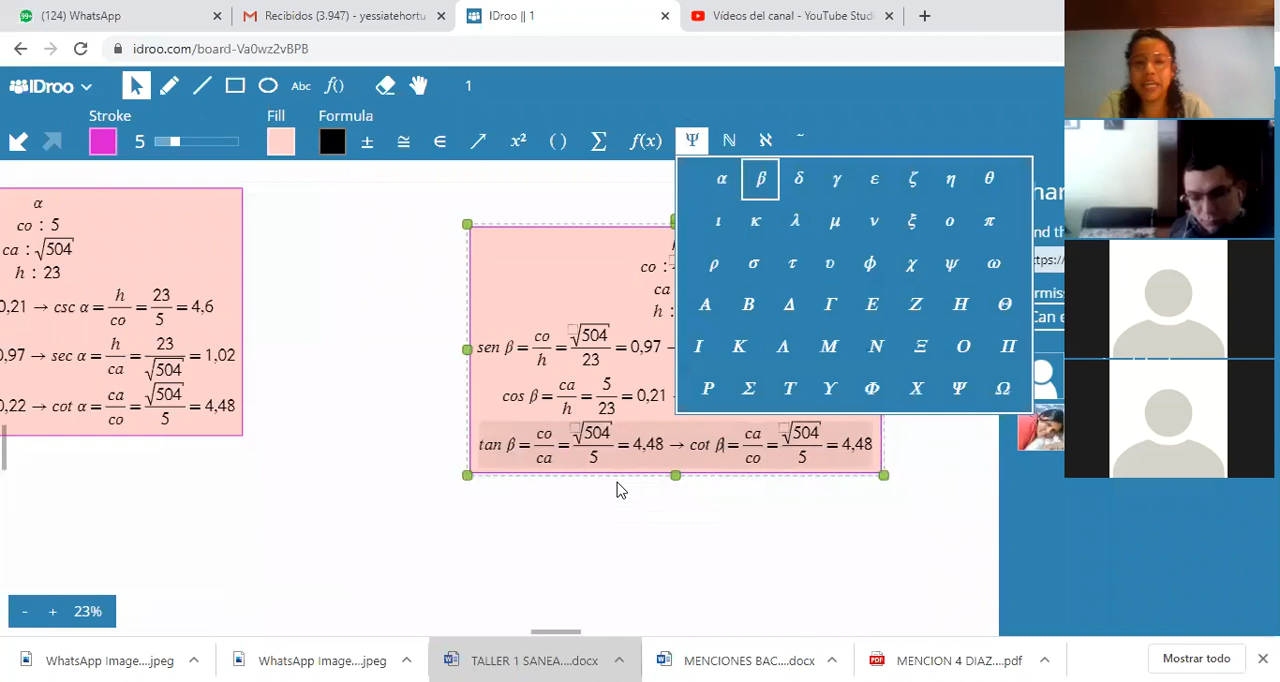 (124) WhatsApp
Recibidos (3.947) - yessiatehortu
IDroo || 1
Vídeos del canal - YouTube Studi
idroo.com/board-Va0wz2vBPB
IDroo
Abc
f()
1
Stroke
Fill
Formula
5
± ≅ ∈ x² ( ) ∑ f(x) Ψ ℕ ℵ ~
α β δ γ ε ζ η θ
ι κ λ μ ν ξ ο π
ρ σ τ υ ϕ χ ψ ω
Α Β Δ Γ Ε Ζ Η Θ
Ι Κ Λ Μ Ν Ξ Ο Π
Ρ Σ Τ Υ Φ Χ Ψ Ω
α
co : 5
ca : √504
h : 23
0,21 → csc α = h/co = 23/5 = 4,6
0,97 → sec α = h/ca = 23/√504 = 1,02
0,22 → cot α = ca/co = √504/5 = 4,48
co :
ca
h :
sen β = co/h = √504/23 = 0,97
cos β = ca/h = 5/23 = 0,21
tan β = co/ca = √504/5 = 4,48 → cot β = ca/co = √504/5 = 4,48
nd the
Can e
- + 23%
WhatsApp Image....jpeg
WhatsApp Image....jpeg
TALLER 1 SANEA....docx
MENCIONES BAC....docx
MENCION 4 DIAZ....pdf
Mostrar todo